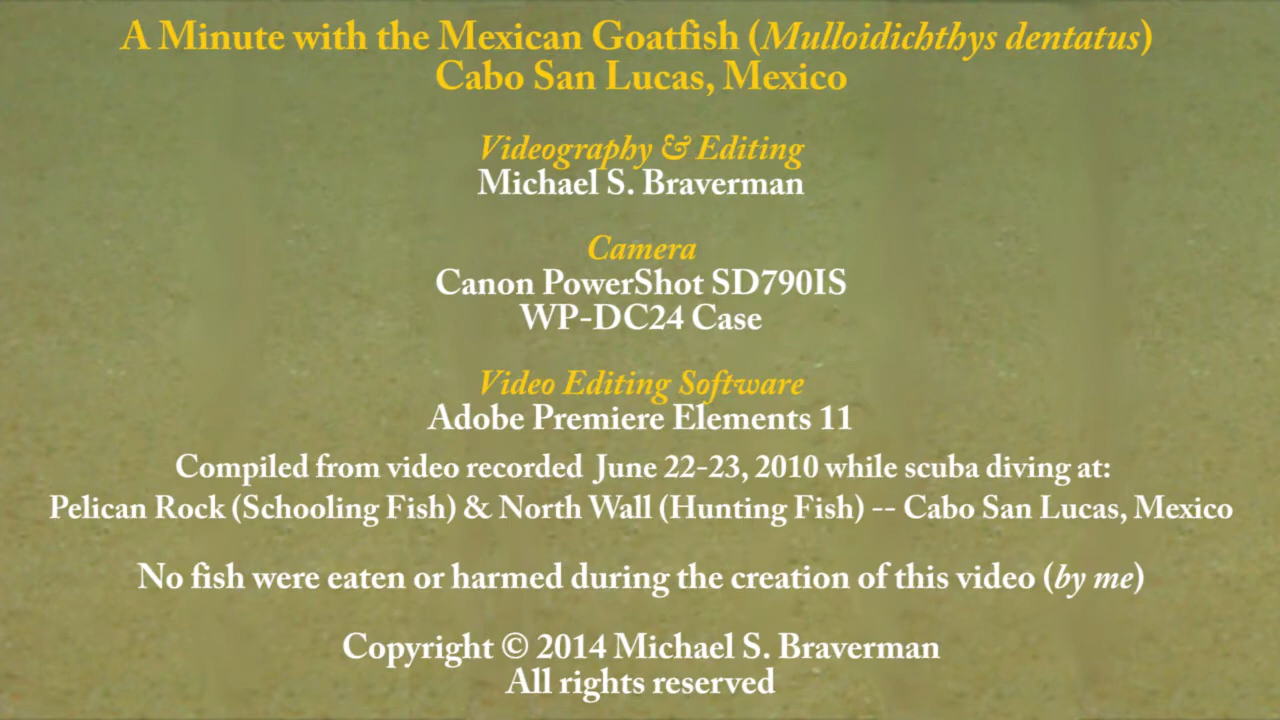 A Minute with the Mexican Goatfish (Mulloidichthys dentatus)
Cabo San Lucas, Mexico
Videography & Editing
Michael S. Braverman
Camera
Canon PowerShot SD790IS
WP-DC24 Case
Video Editing Software
Adobe Premiere Elements 11
Compiled from video recorded June 22-23, 2010 while scuba diving at:
Pelican Rock (Schooling Fish) & North Wall (Hunting Fish) -- Cabo San Lucas, Mexico
No fish were eaten or harmed during the creation of this video (by me)
Copyright © 2014 Michael S. Braverman
All rights reserved